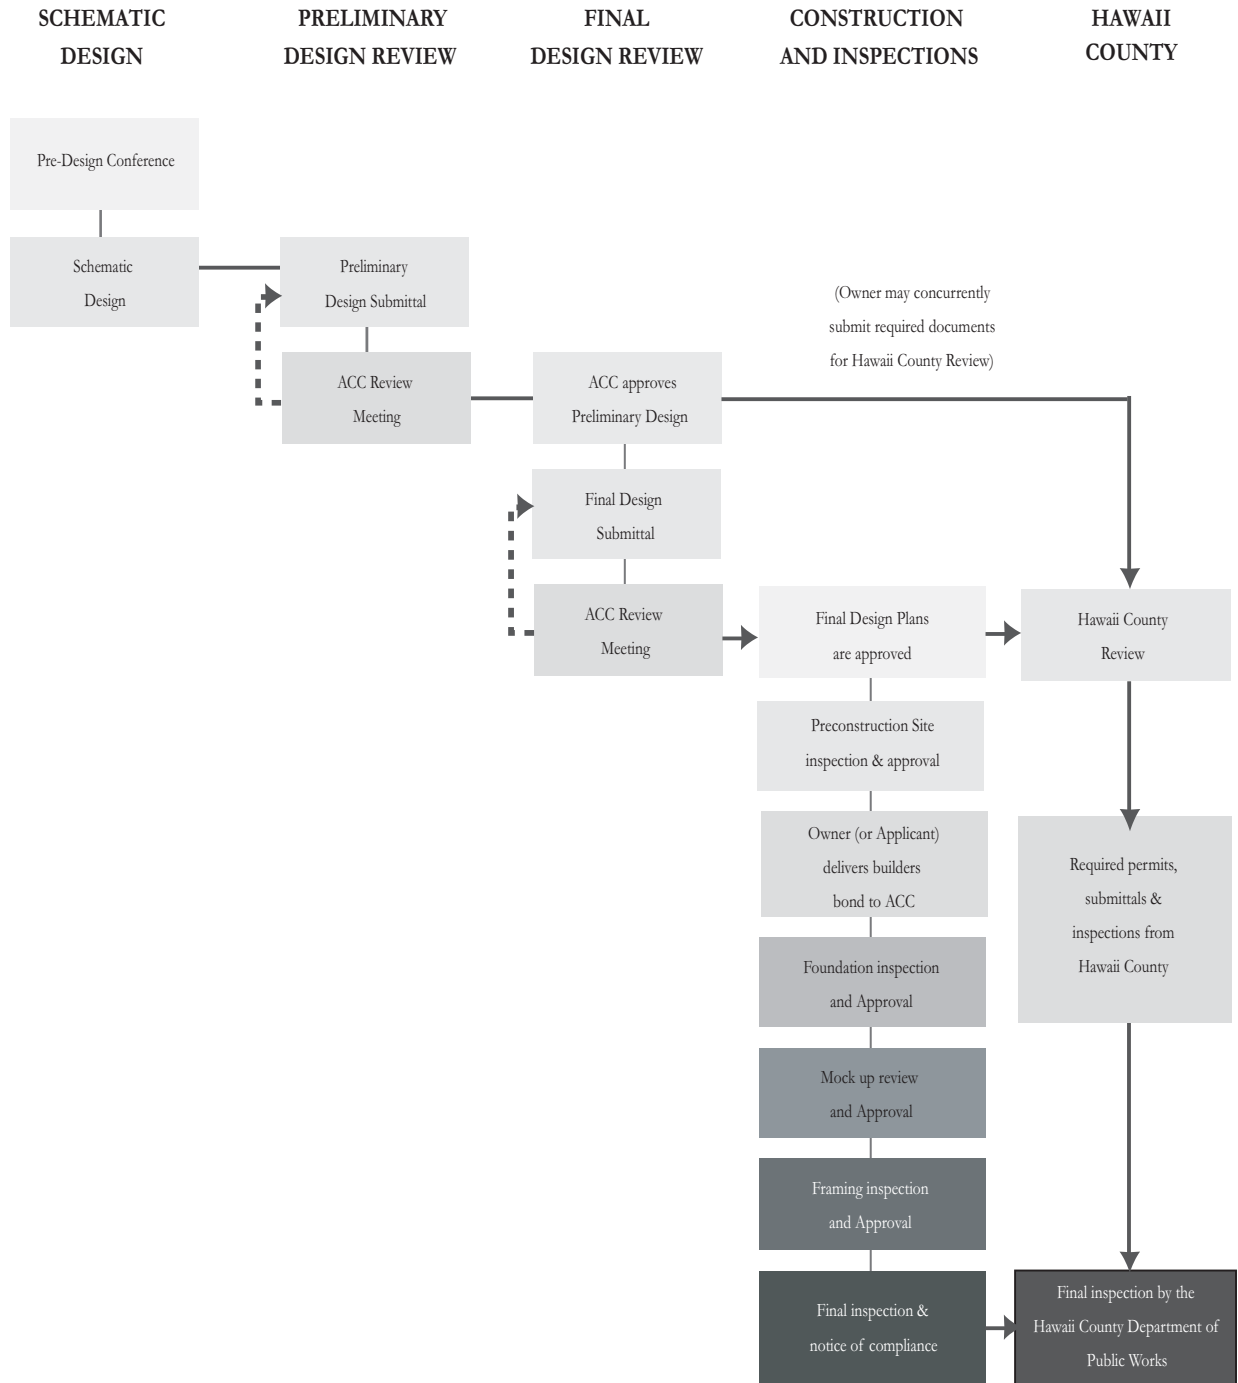 SCHEMATIC
DESIGN
PRELIMINARY
DESIGN REVIEW
FINAL
DESIGN REVIEW
CONSTRUCTION
AND INSPECTIONS
HAWAII
COUNTY
Pre-Design Conference
Schematic
Design
Preliminary
Design Submittal
(Owner may concurrently
submit required documents
for Hawaii County Review)
ACC Review
Meeting
ACC approves
Preliminary Design
Final Design
Submittal
ACC Review
Meeting
Final Design Plans
are approved
Hawaii County
Review
Preconstruction Site
inspection & approval
Owner (or Applicant)
delivers builders
bond to ACC
Required permits,
submittals &
inspections from
Hawaii County
Foundation inspection
and Approval
Mock up review
and Approval
Framing inspection
and Approval
Final inspection &
notice of compliance
Final inspection by the
Hawaii County Department of
Public Works